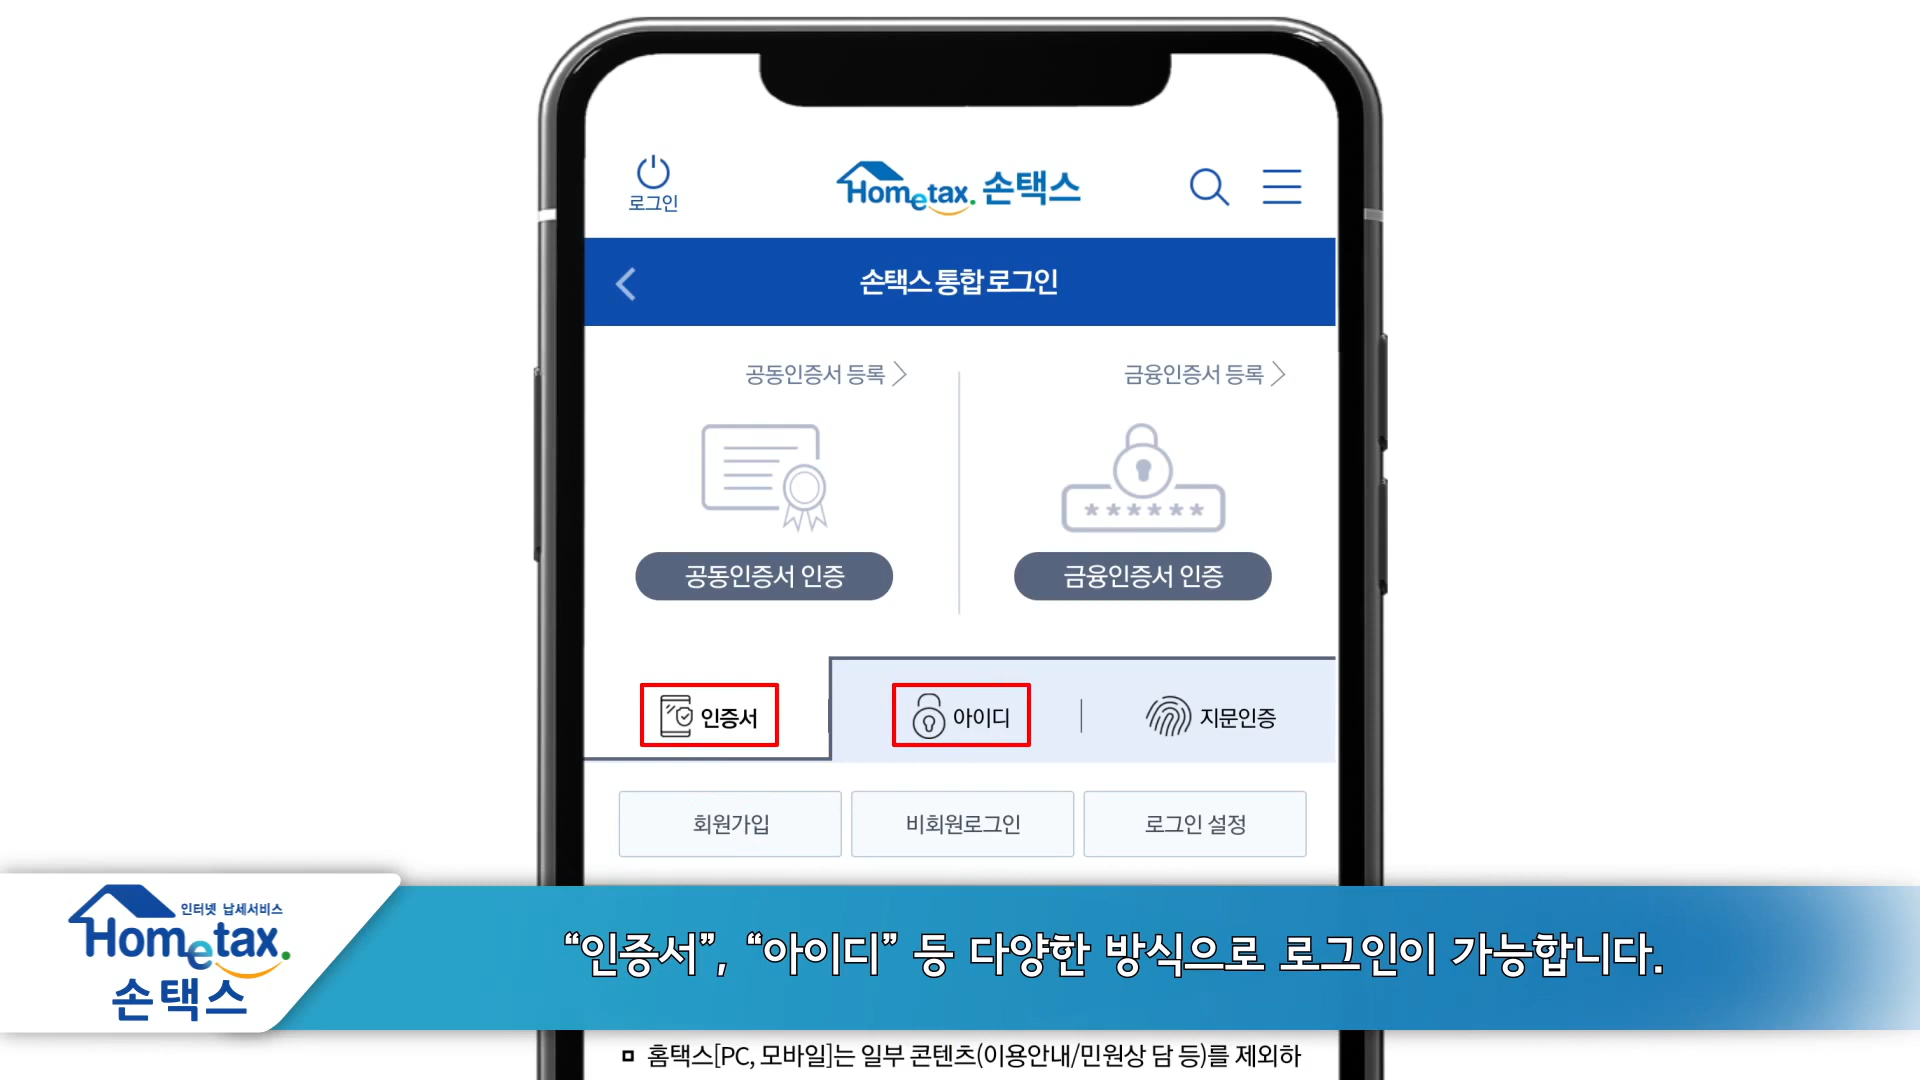 로그인
Hometax. 손택스
손택스 통합 로그인
공동인증서 등록
금융인증서 등록
******
공동인증서 인증
금융인증서 인증
인증서
아이디
지문인증
회원가입
비회원로그인
로그인 설정
인터넷 납세서비스
Hometax.
손택스
“인증서”, “아이디” 등 다양한 방식으로 로그인이 가능합니다.
홈택스[PC, 모바일]는 일부 콘텐츠(이용안내/민원상 담 등)를 제외하